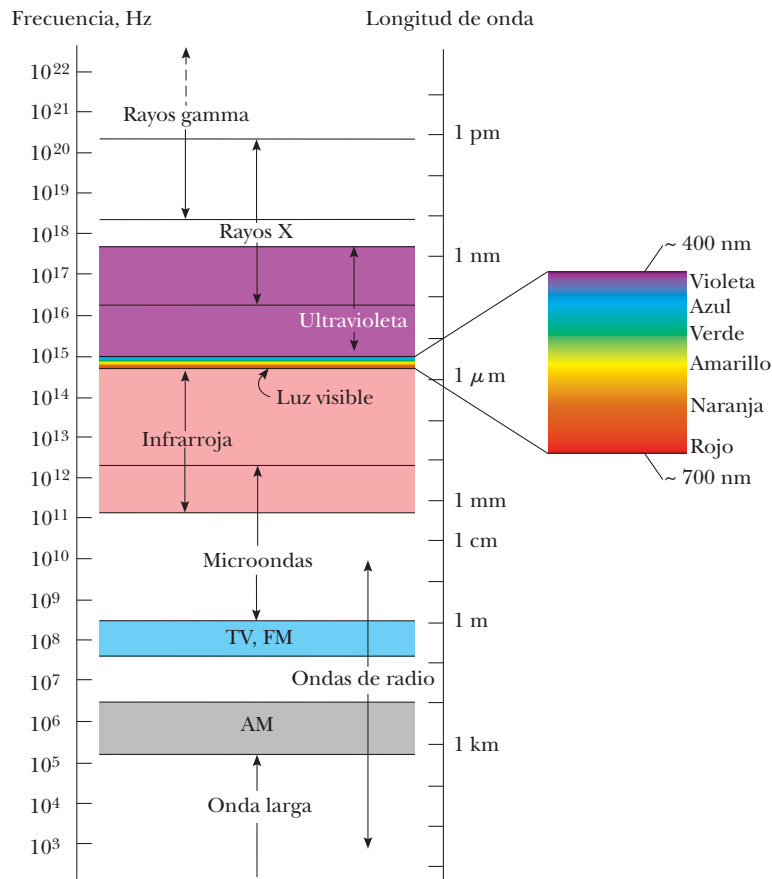 Frecuencia, Hz
Longitud de onda
10²²
10²¹
Rayos gamma
1 pm
10²⁰
10¹⁹
10¹⁸
Rayos X
~ 400 nm
1 nm
10¹⁷
Violeta
Azul
10¹⁶
Ultravioleta
Verde
10¹⁵
Amarillo
1 μm
10¹⁴
Luz visible
Naranja
10¹³
Infrarroja
Rojo
10¹²
~ 700 nm
1 mm
10¹¹
1 cm
10¹⁰
Microondas
10⁹
1 m
10⁸
TV, FM
10⁷
Ondas de radio
10⁶
AM
1 km
10⁵
10⁴
Onda larga
10³